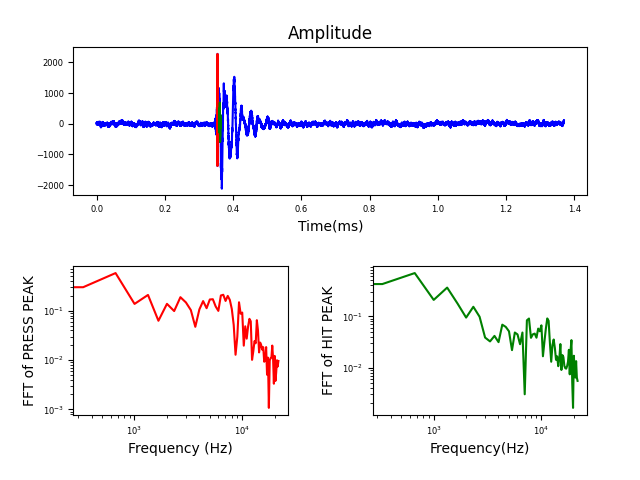 Amplitude
2000
1000
0
−1000
−2000
0.0 0.2 0.4 0.6 0.8 1.0 1.2 1.4
Time(ms)
FFT of PRESS PEAK
10⁻¹
10⁻²
10⁻³
10³ 10⁴
Frequency (Hz)
FFT of HIT PEAK
10⁻¹
10⁻²
10³ 10⁴
Frequency(Hz)